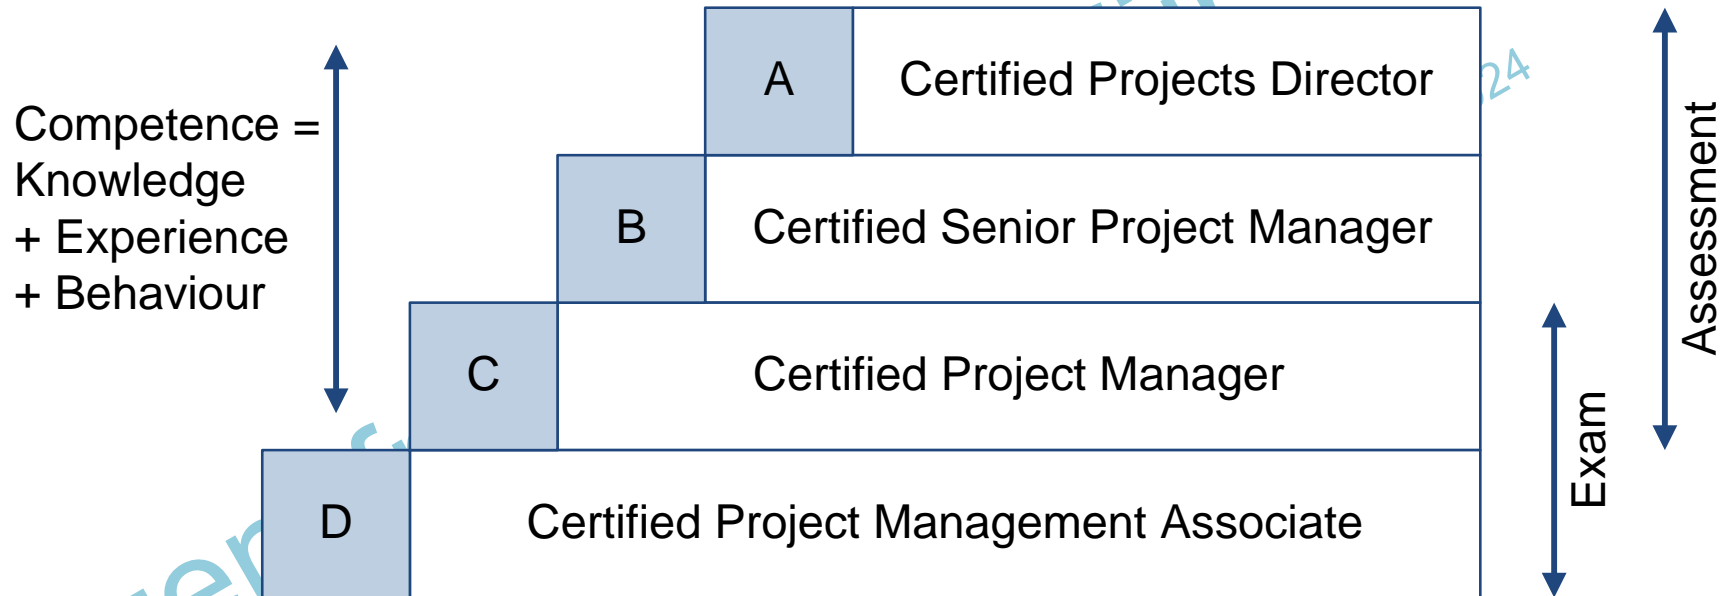 A
Certified Projects Director
24
Competence =
Knowledge
+ Experience
+ Behaviour
B
Certified Senior Project Manager
Assessment
C
Certified Project Manager
Exam
D
Certified Project Management Associate